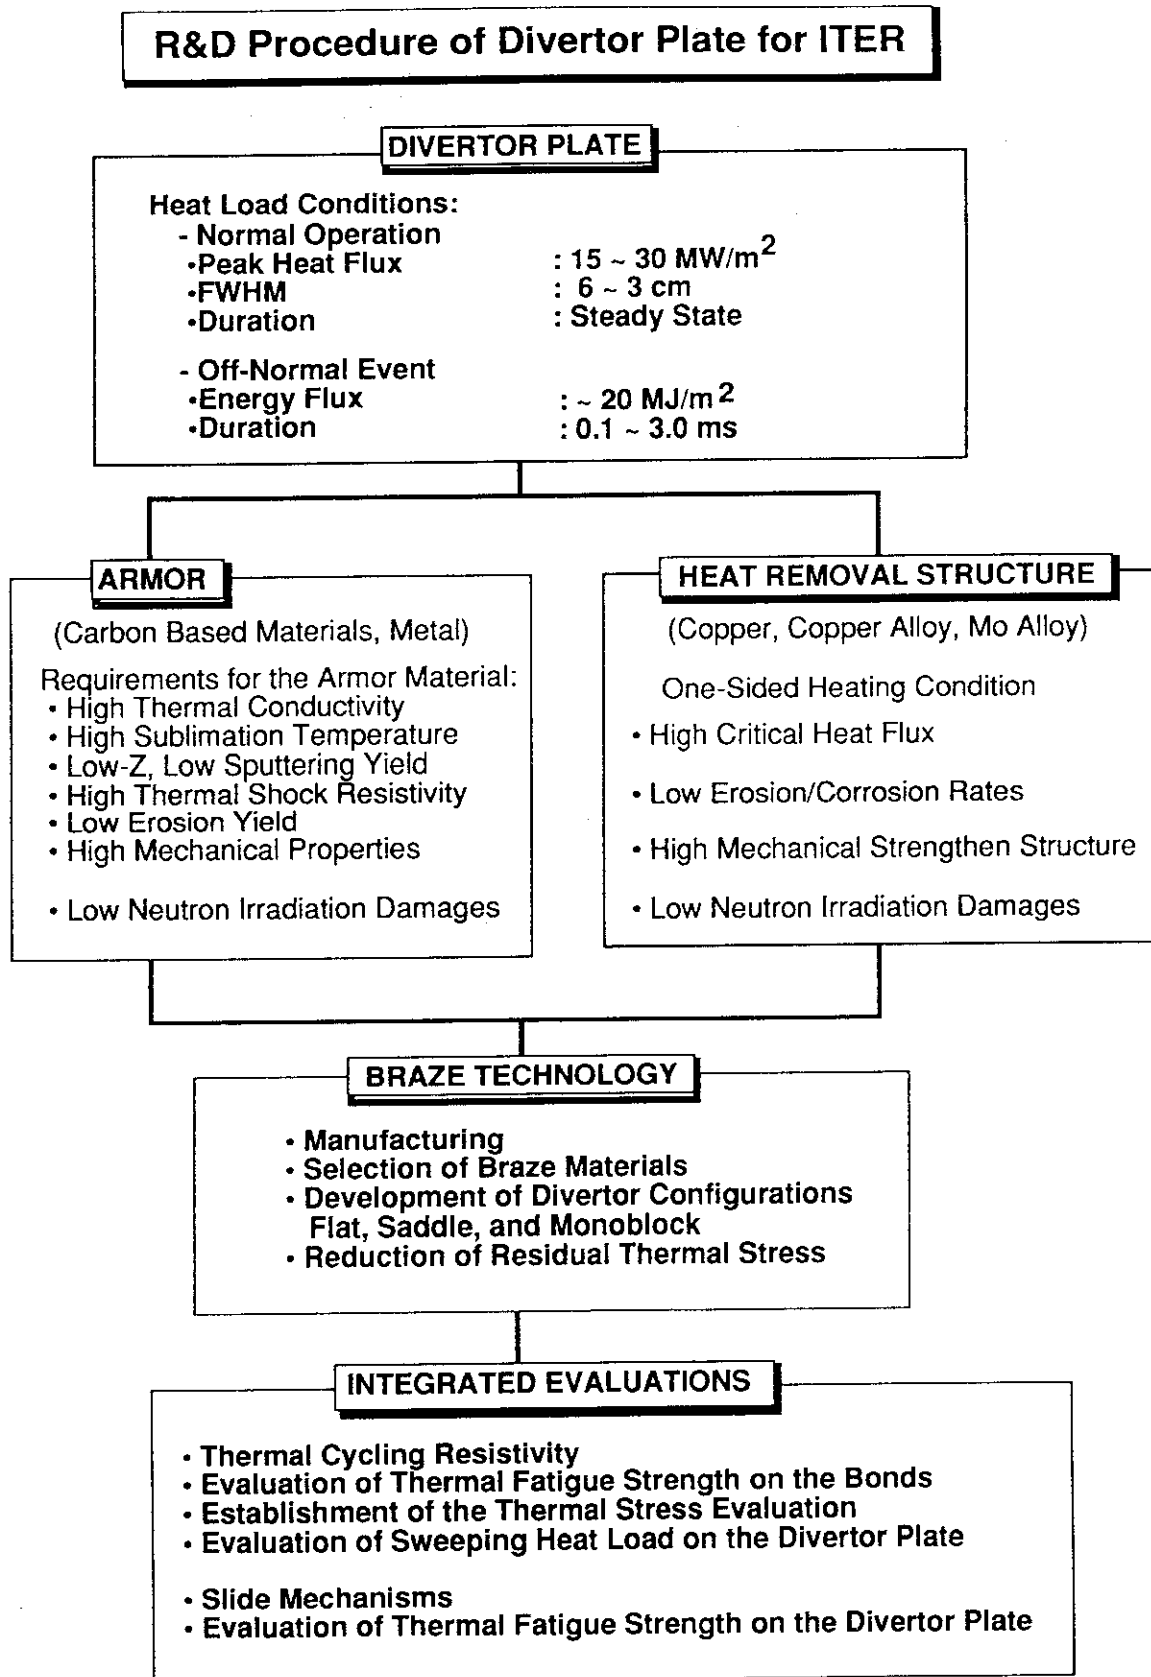 R&D Procedure of Divertor Plate for ITER
DIVERTOR PLATE
Heat Load Conditions:
- Normal Operation
•Peak Heat Flux : 15 ~ 30 MW/m²
•FWHM : 6 ~ 3 cm
•Duration : Steady State
- Off-Normal Event
•Energy Flux : ~ 20 MJ/m²
•Duration : 0.1 ~ 3.0 ms
ARMOR
(Carbon Based Materials, Metal)
Requirements for the Armor Material:
• High Thermal Conductivity
• High Sublimation Temperature
• Low-Z, Low Sputtering Yield
• High Thermal Shock Resistivity
• Low Erosion Yield
• High Mechanical Properties
• Low Neutron Irradiation Damages
HEAT REMOVAL STRUCTURE
(Copper, Copper Alloy, Mo Alloy)
One-Sided Heating Condition
• High Critical Heat Flux
• Low Erosion/Corrosion Rates
• High Mechanical Strengthen Structure
• Low Neutron Irradiation Damages
BRAZE TECHNOLOGY
• Manufacturing
• Selection of Braze Materials
• Development of Divertor Configurations
Flat, Saddle, and Monoblock
• Reduction of Residual Thermal Stress
INTEGRATED EVALUATIONS
• Thermal Cycling Resistivity
• Evaluation of Thermal Fatigue Strength on the Bonds
• Establishment of the Thermal Stress Evaluation
• Evaluation of Sweeping Heat Load on the Divertor Plate
• Slide Mechanisms
• Evaluation of Thermal Fatigue Strength on the Divertor Plate